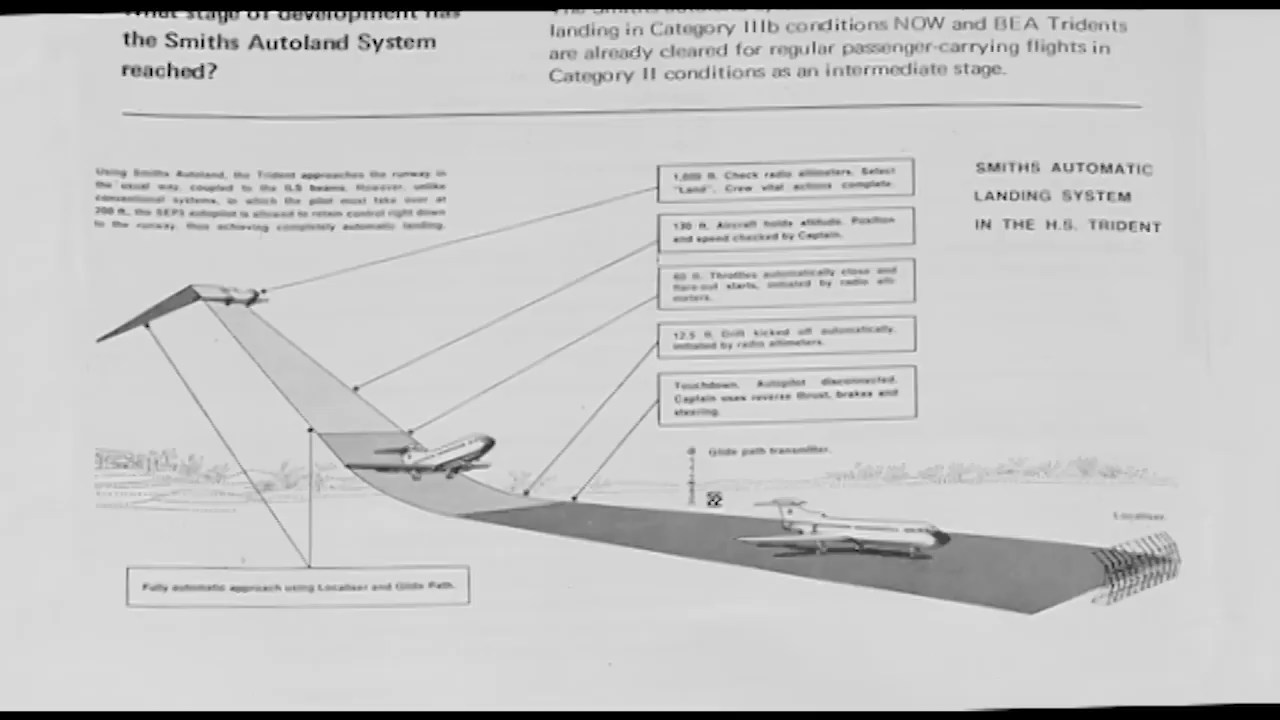 What stage of development has
the Smiths Autoland System
reached?
landing in Category IIIb conditions NOW and BEA Tridents
are already cleared for regular passenger-carrying flights in
Category II conditions as an intermediate stage.
Using Smiths Autoland, the Trident approaches the runway in
the usual way, coupled to the ILS beams. However, unlike
conventional systems, in which the pilot must take over at
200 ft, the SEP5 autopilot is allowed to retain control right down
to the runway, thus achieving completely automatic landing.
1,000 ft. Check radio altimeters. Select
"Land". Crew vital actions complete.
130 ft. Aircraft holds attitude. Position
and speed checked by Captain.
60 ft. Throttles automatically close and
flare-out starts, initiated by radio alti-
meters.
12.5 ft. Drift kicked off automatically,
initiated by radio altimeters.
Touchdown. Autopilot disconnected.
Captain uses reverse thrust, brakes and
steering.
SMITHS AUTOMATIC
LANDING SYSTEM
IN THE H.S. TRIDENT
Glide path transmitter.
Localiser.
Fully automatic approach using Localiser and Glide Path.